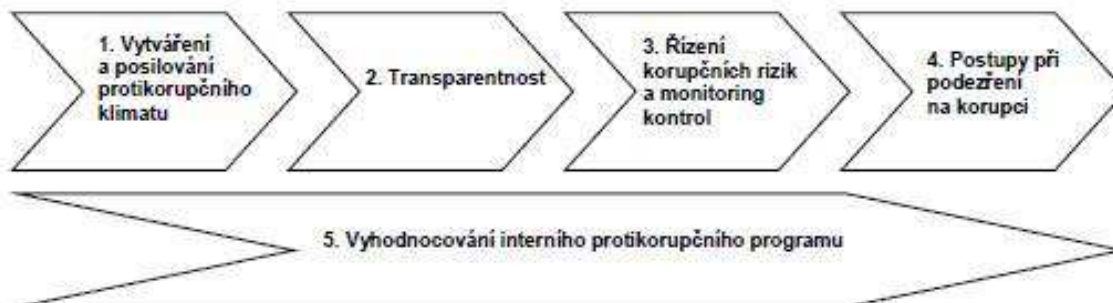 1. Vytváření
a posilování
protikorupčního
klimatu
2. Transparentnost
3. Řízení
korupčních rizik
a monitoring
kontrol
4. Postupy při
podezření
na korupci
5. Vyhodnocování interního protikorupčního programu